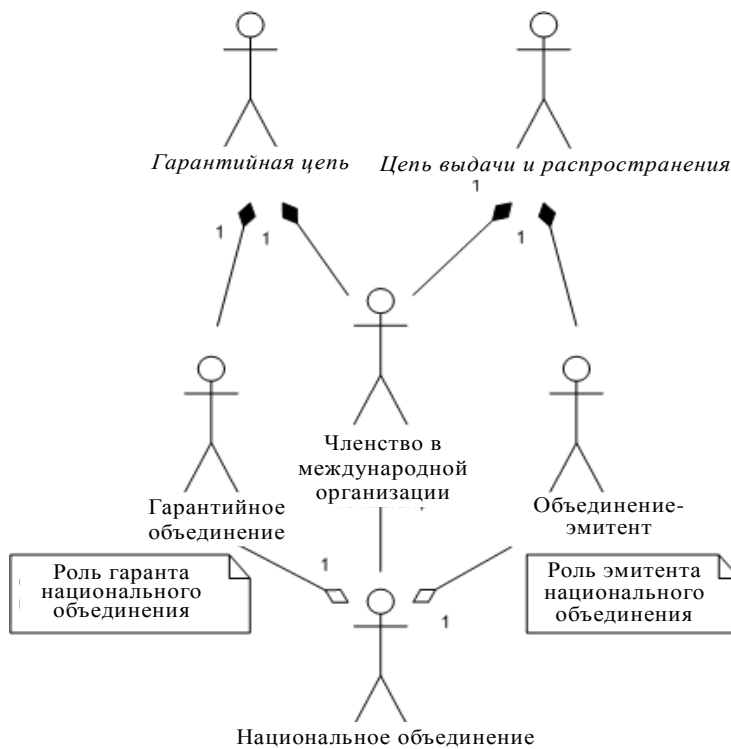 Гарантийная цепь
Цепь выдачи и распространения
1
1
1
1
Членство в
международной
организации
Гарантийное
объединение
Объединение-
эмитент
Роль гаранта
национального
объединения
1
Роль эмитента
национального
объединения
1
Национальное объединение